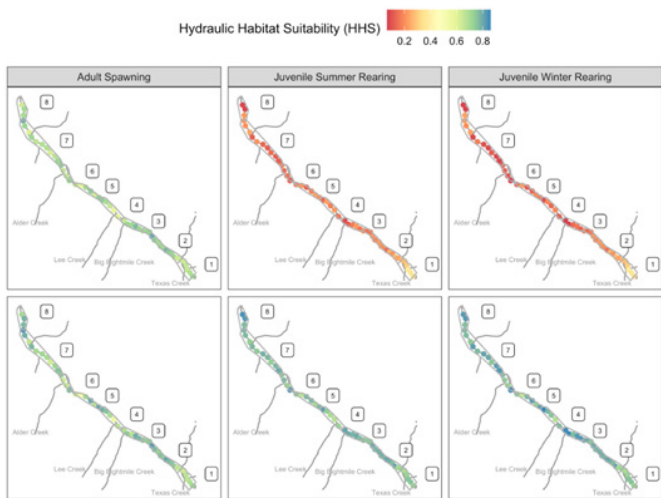 Hydraulic Habitat Suitability (HHS)
0.2 0.4 0.6 0.8
Adult Spawning
Juvenile Summer Rearing
Juvenile Winter Rearing
8
7
6
5
4
3
2
1
Alder Creek
Lee Creek
Big Eightmile Creek
Texas Creek
8
7
6
5
4
3
2
1
Alder Creek
Lee Creek
Big Eightmile Creek
Texas Creek
8
7
6
5
4
3
2
1
Alder Creek
Lee Creek
Big Eightmile Creek
Texas Creek
8
7
6
5
4
3
2
1
Alder Creek
Lee Creek
Big Eightmile Creek
Texas Creek
8
7
6
5
4
3
2
1
Alder Creek
Lee Creek
Big Eightmile Creek
Texas Creek
8
7
6
5
4
3
2
1
Alder Creek
Lee Creek
Big Eightmile Creek
Texas Creek